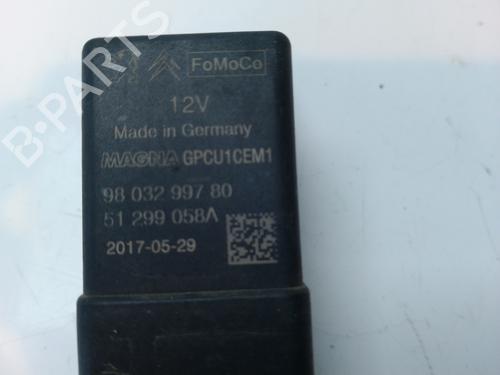 FoMoCo
12V
Made in Germany
MAGNA GPCU1CEM1
98 032 997 80
51 299 058A
2017-05-29
B-PARTS